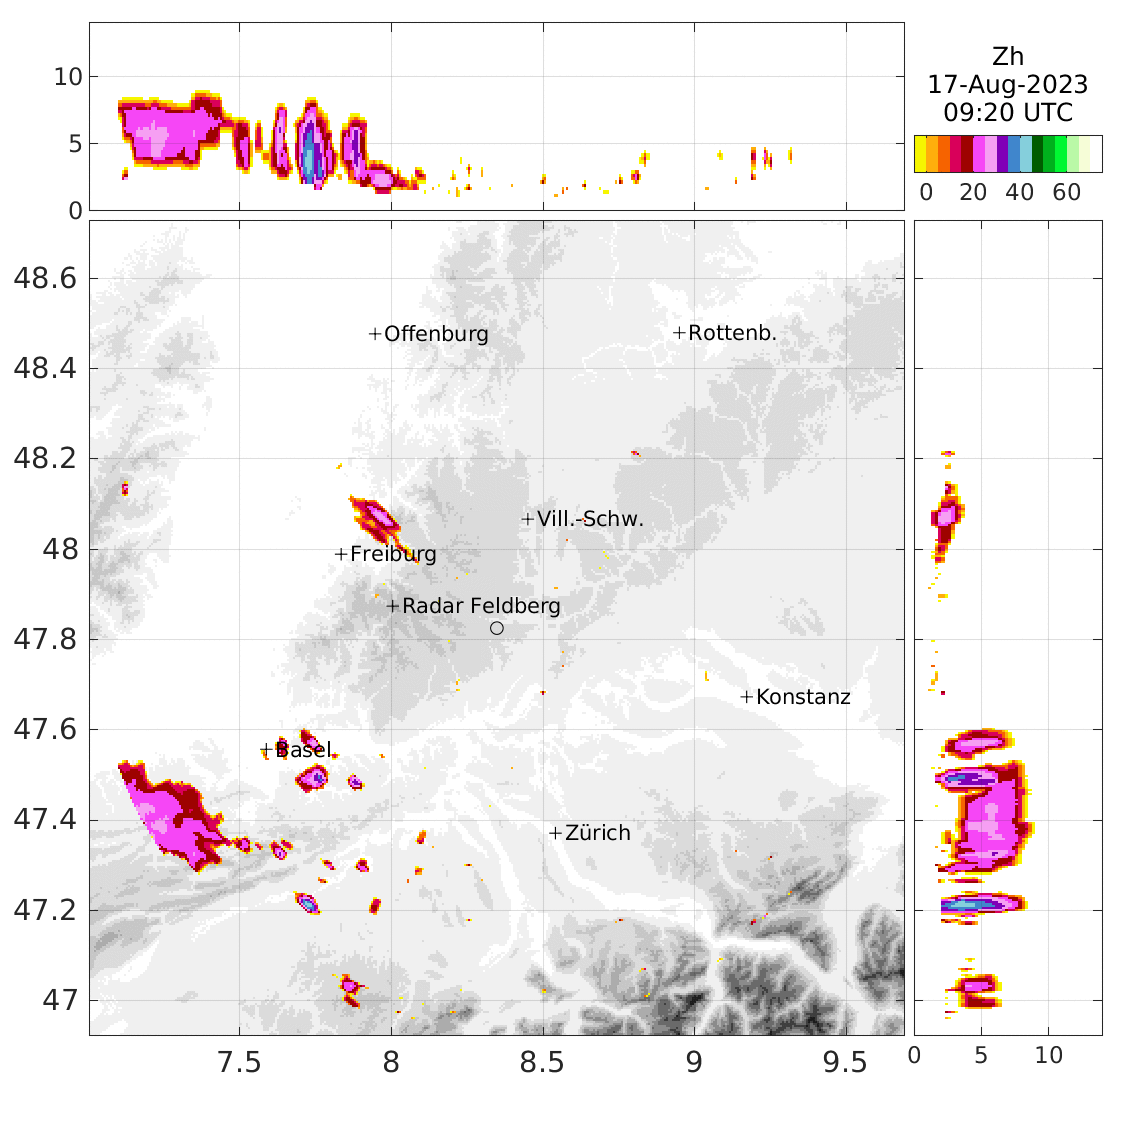 Zh
17-Aug-2023
09:20 UTC
0 20 40 60
10
5
0
48.6
48.4
48.2
48
47.8
47.6
47.4
47.2
47
Offenburg
Rottenb.
Vill.-Schw.
Freiburg
Radar Feldberg
Konstanz
Basel
Zürich
7.5 8 8.5 9 9.5
0 5 10